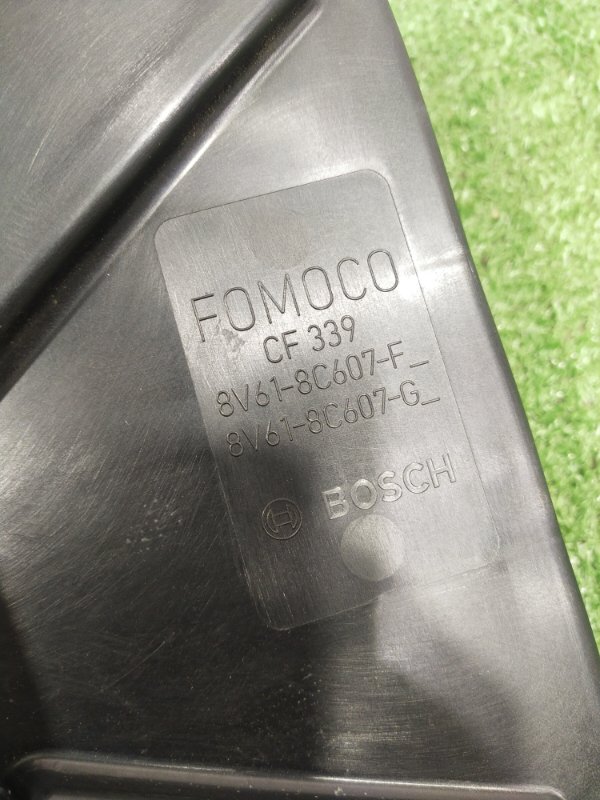 FOMOCO
CF 339
8V61-8C607-F_
8V61-8C607-G_
BOSCH